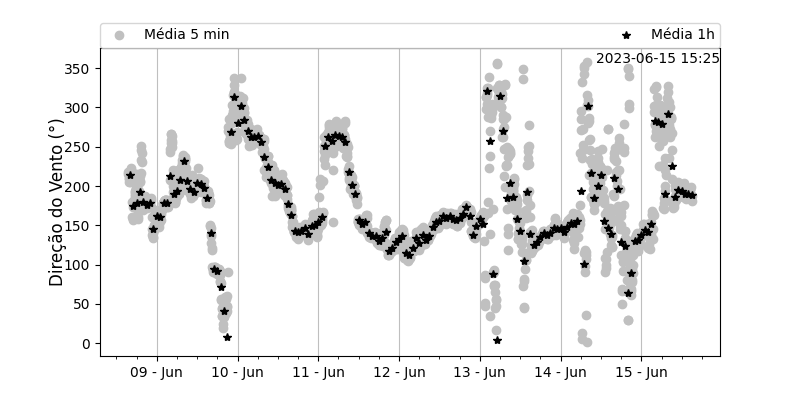 Média 5 min
Média 1h
2023-06-15 15:25
Direção do Vento (°)
350
300
250
200
150
100
50
0
09 - Jun
10 - Jun
11 - Jun
12 - Jun
13 - Jun
14 - Jun
15 - Jun